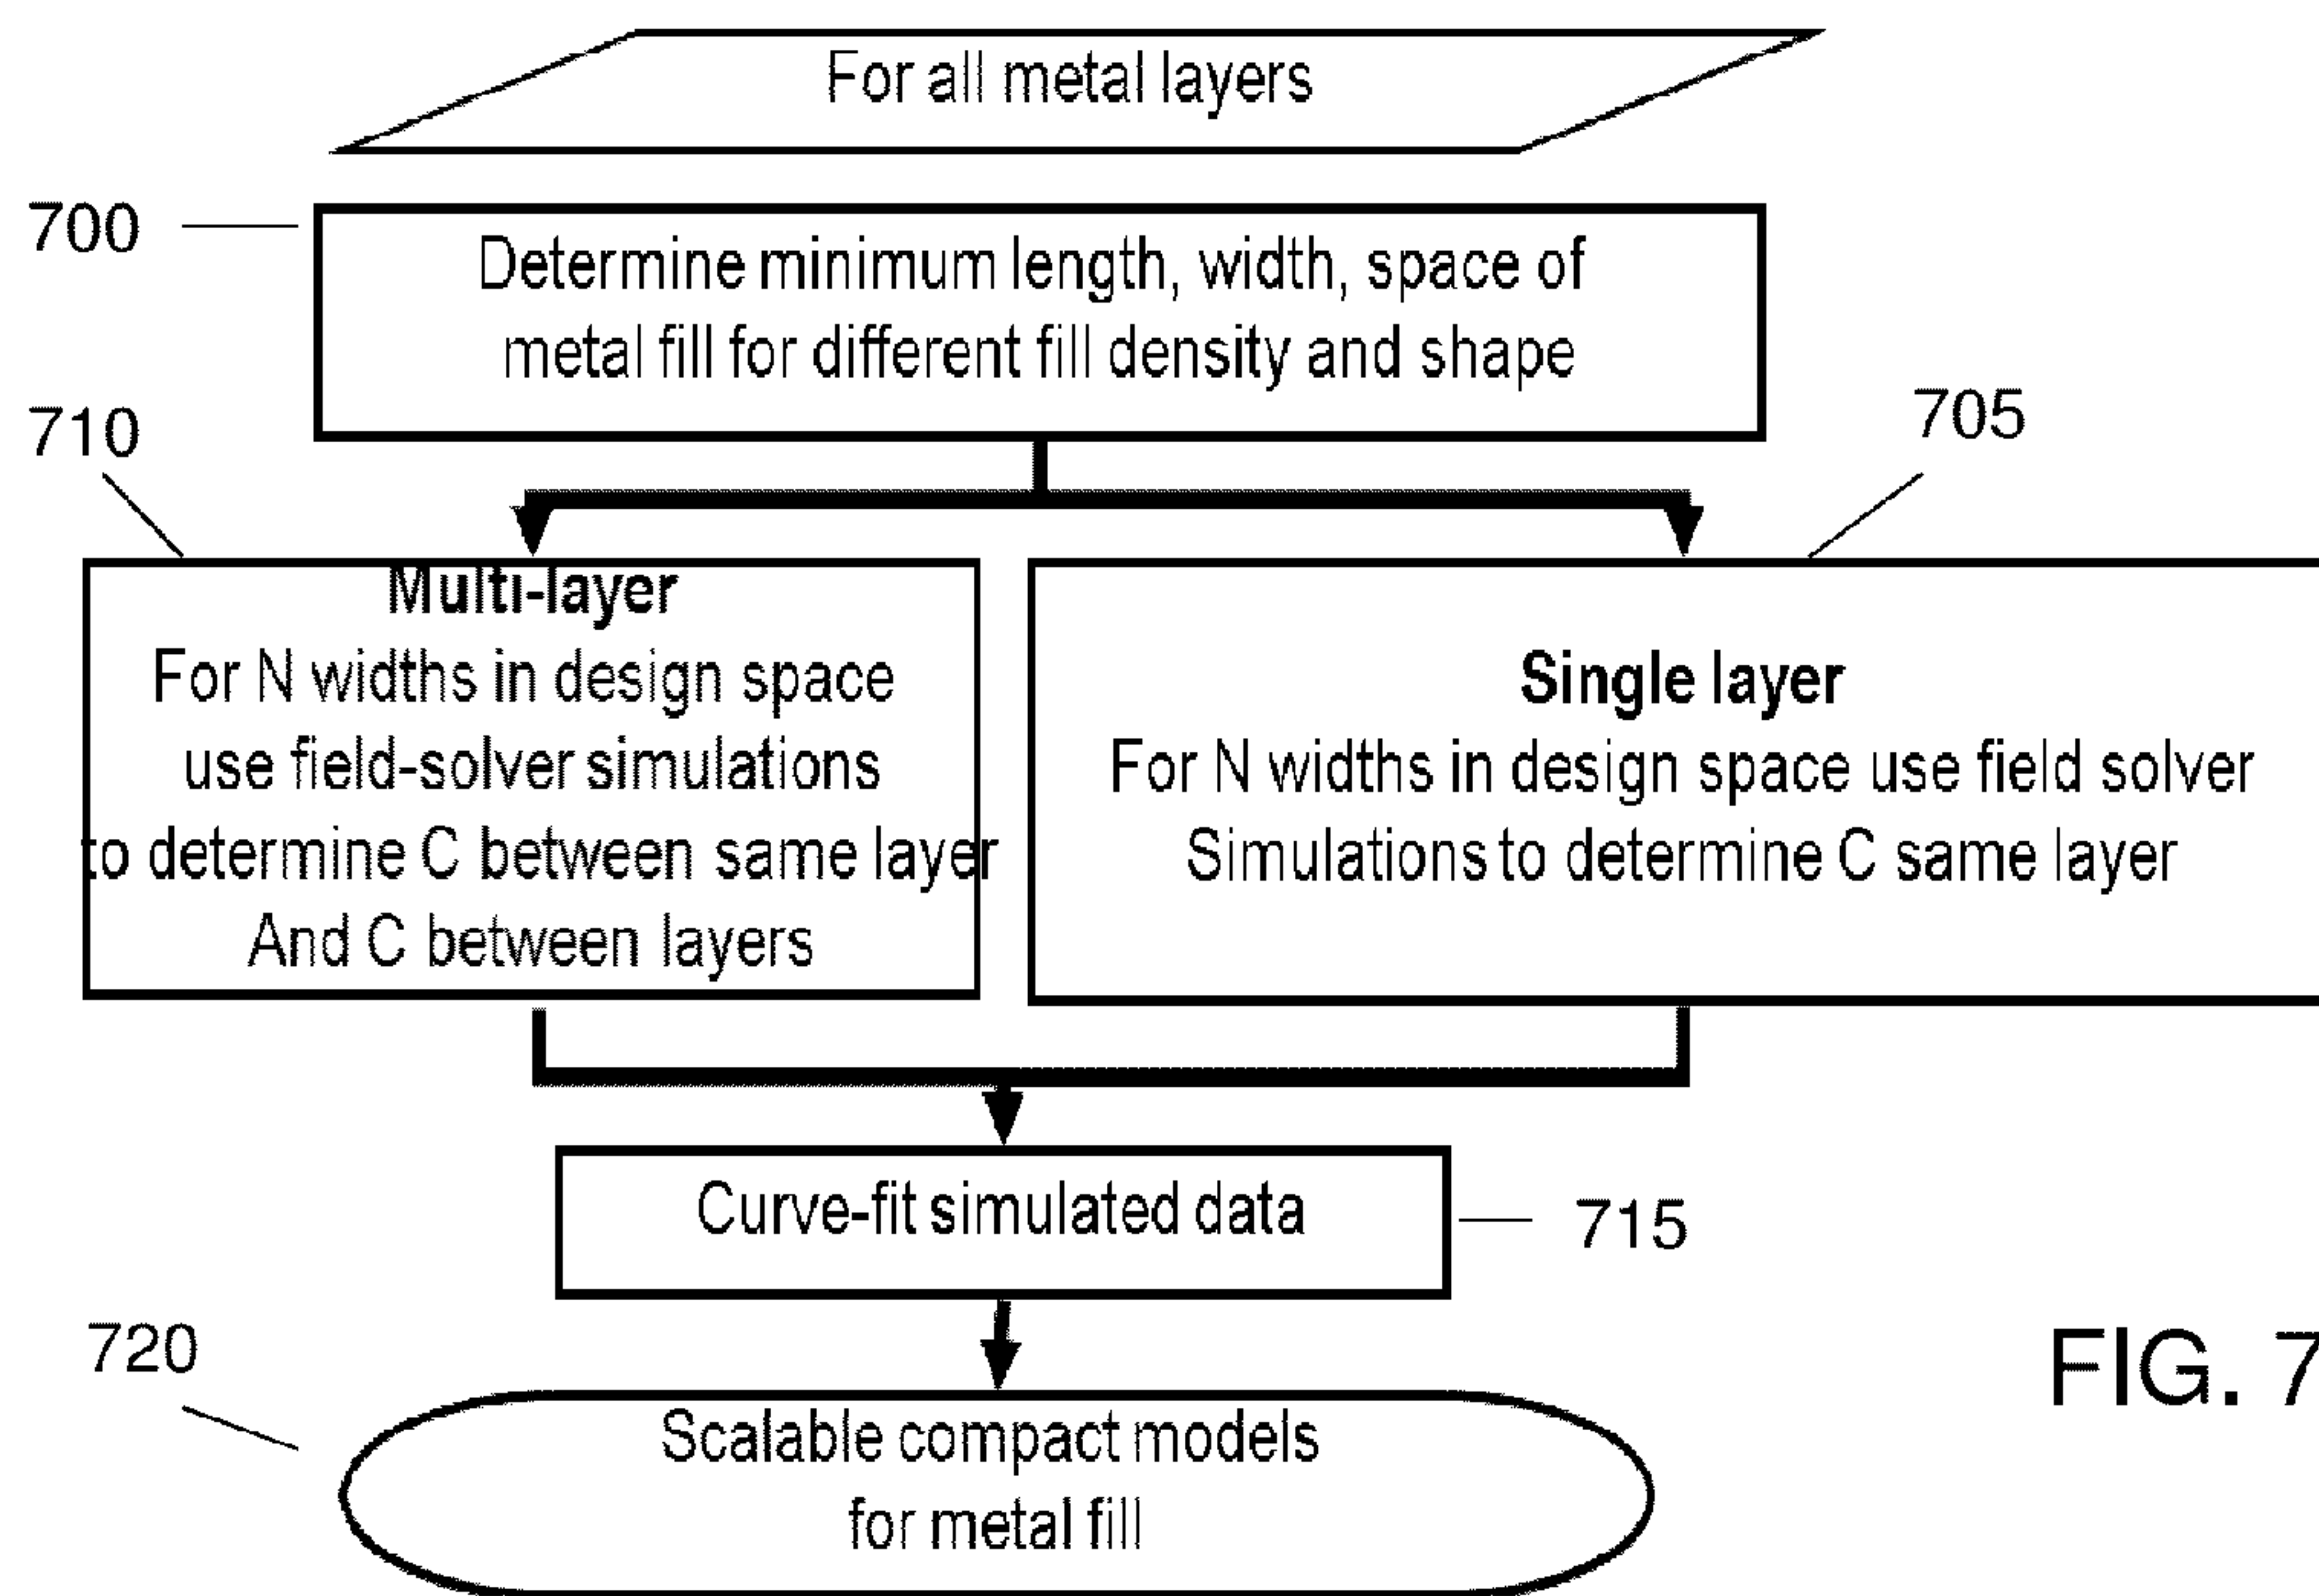 For all metal layers
700
Determine minimum length, width, space of
metal fill for different fill density and shape
710
705
Multi-layer
For N widths in design space
use field-solver simulations
to determine C between same layer
And C between layers
Single layer
For N widths in design space use field solver
Simulations to determine C same layer
Curve-fit simulated data
715
720
Scalable compact models
for metal fill
FIG. 7